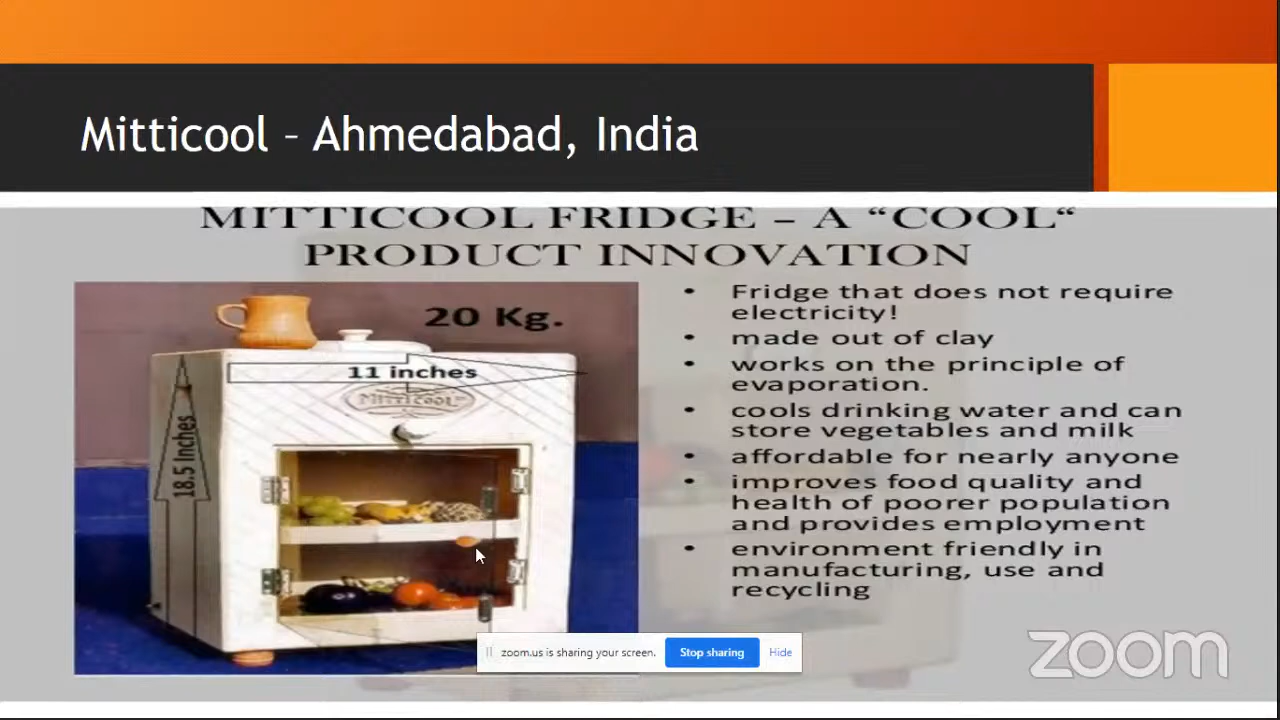 Mitticool – Ahmedabad, India
MITTICOOL FRIDGE – A “COOL“
PRODUCT INNOVATION
20 Kg.
11 inches
MITTICOOL
18.5 Inches
• Fridge that does not require
electricity!
• made out of clay
• works on the principle of
evaporation.
• cools drinking water and can
store vegetables and milk
• affordable for nearly anyone
• improves food quality and
health of poorer population
and provides employment
• environment friendly in
manufacturing, use and
recycling
zoom.us is sharing your screen. Stop sharing Hide
zoom